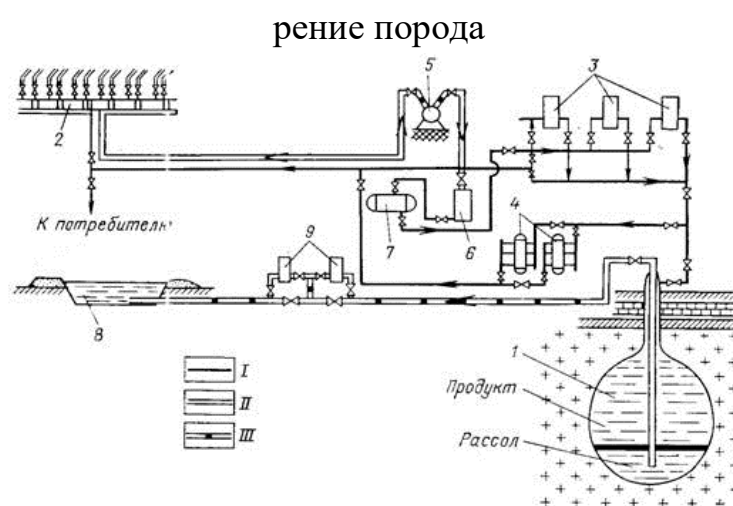 рение порода
5
3
2
К потребителю
7
6
4
9
8
1
I
II
III
Продукт
Рассол